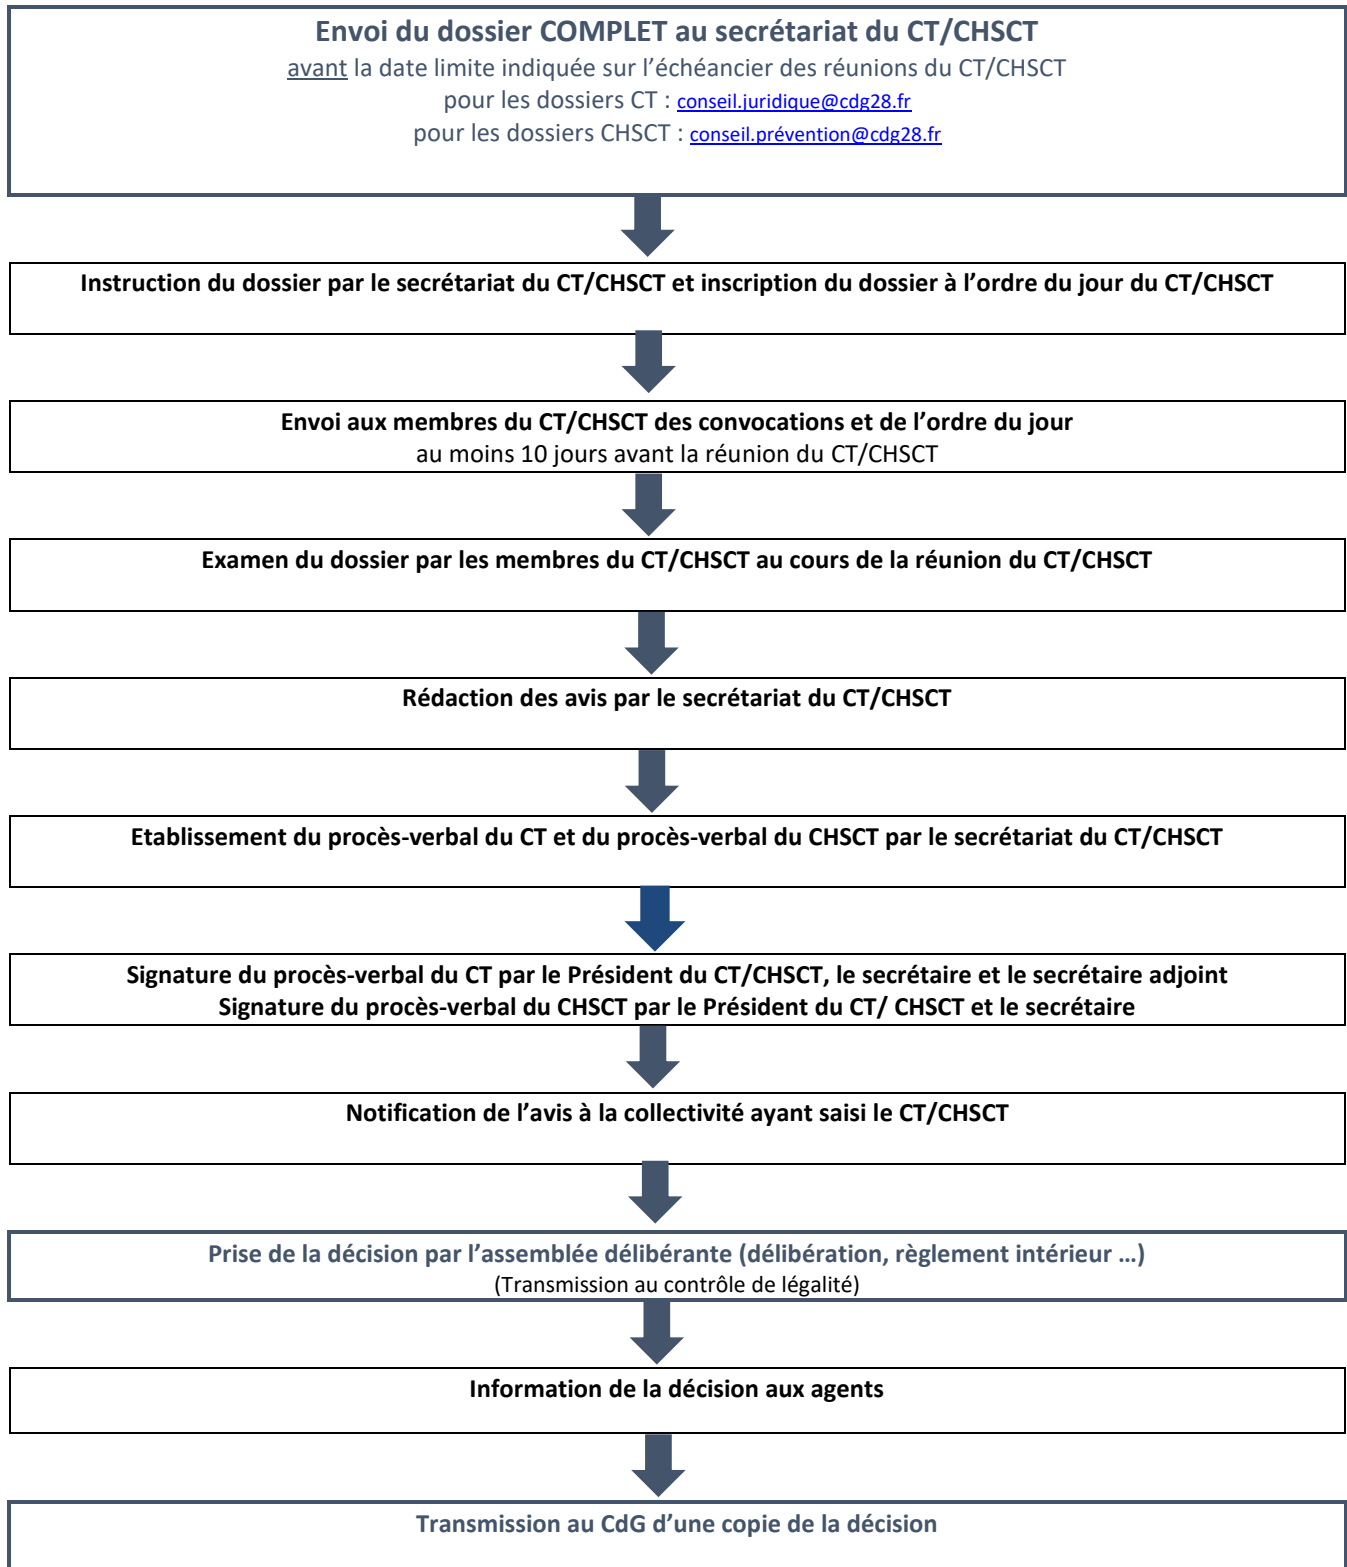 Envoi du dossier COMPLET au secrétariat du CT/CHSCT
avant la date limite indiquée sur l’échéancier des réunions du CT/CHSCT
pour les dossiers CT : conseil.juridique@cdg28.fr
pour les dossiers CHSCT : conseil.prévention@cdg28.fr
Instruction du dossier par le secrétariat du CT/CHSCT et inscription du dossier à l’ordre du jour du CT/CHSCT
Envoi aux membres du CT/CHSCT des convocations et de l’ordre du jour
au moins 10 jours avant la réunion du CT/CHSCT
Examen du dossier par les membres du CT/CHSCT au cours de la réunion du CT/CHSCT
Rédaction des avis par le secrétariat du CT/CHSCT
Etablissement du procès-verbal du CT et du procès-verbal du CHSCT par le secrétariat du CT/CHSCT
Signature du procès-verbal du CT par le Président du CT/CHSCT, le secrétaire et le secrétaire adjoint
Signature du procès-verbal du CHSCT par le Président du CT/ CHSCT et le secrétaire
Notification de l’avis à la collectivité ayant saisi le CT/CHSCT
Prise de la décision par l’assemblée délibérante (délibération, règlement intérieur …)
(Transmission au contrôle de légalité)
Information de la décision aux agents
Transmission au CdG d’une copie de la décision